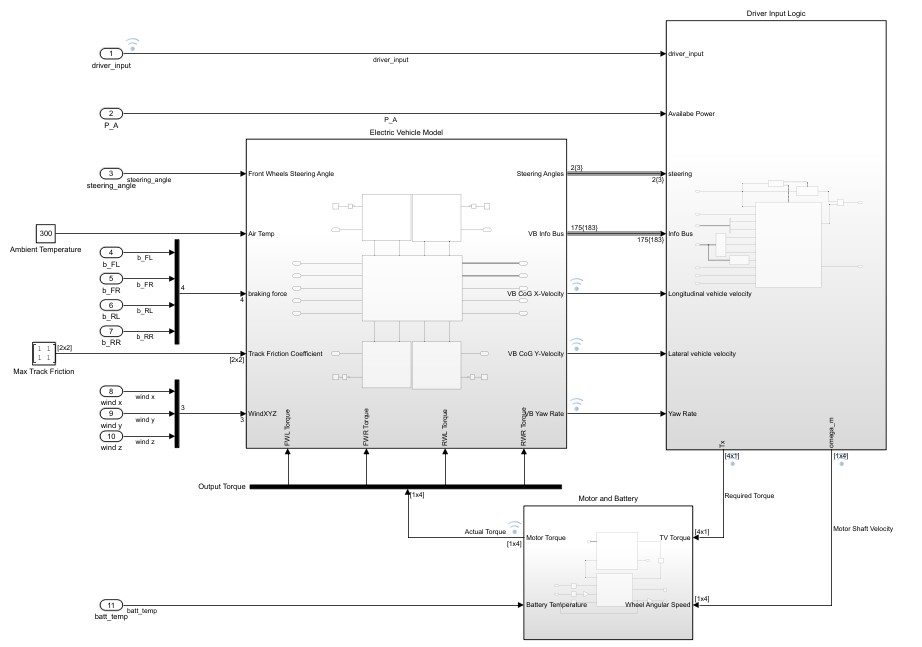 Driver Input Logic
1
driver_input
driver_input
driver_input
2
P_A
P_A
Availabe Power
Electric Vehicle Model
3
steering_angle
steering_angle
Front Wheels Steering Angle
Steering Angles
2{3}
2{3}
steering
300
Ambient Temperature
Air Temp
VB Info Bus
175{183}
175{183}
Info Bus
4
b_FL
b_FL
5
b_FR
b_FR
6
b_RL
b_RL
7
b_RR
b_RR
4
4
braking force
VB CoG X-Velocity
Longitudinal vehicle velocity
1 1
1 1
[2x2]
Max Track Friction
[2x2]
Track Friction Coefficient
VB CoG Y-Velocity
Lateral vehicle velocity
8
wind x
wind x
9
wind y
wind y
10
wind z
wind z
3
3
WindXYZ
VB Yaw Rate
Yaw Rate
FWL Torque
FWR Torque
RWL Torque
RWR Torque
Tx
omega_m
[4x1]
[1x4]
Output Torque
[1x4]
Required Torque
Motor and Battery
Motor Shaft Velocity
Actual Torque
[1x4]
Motor Torque
TV Torque
[4x1]
11
batt_temp
batt_temp
Battery Temperature
Wheel Angular Speed
[1x4]